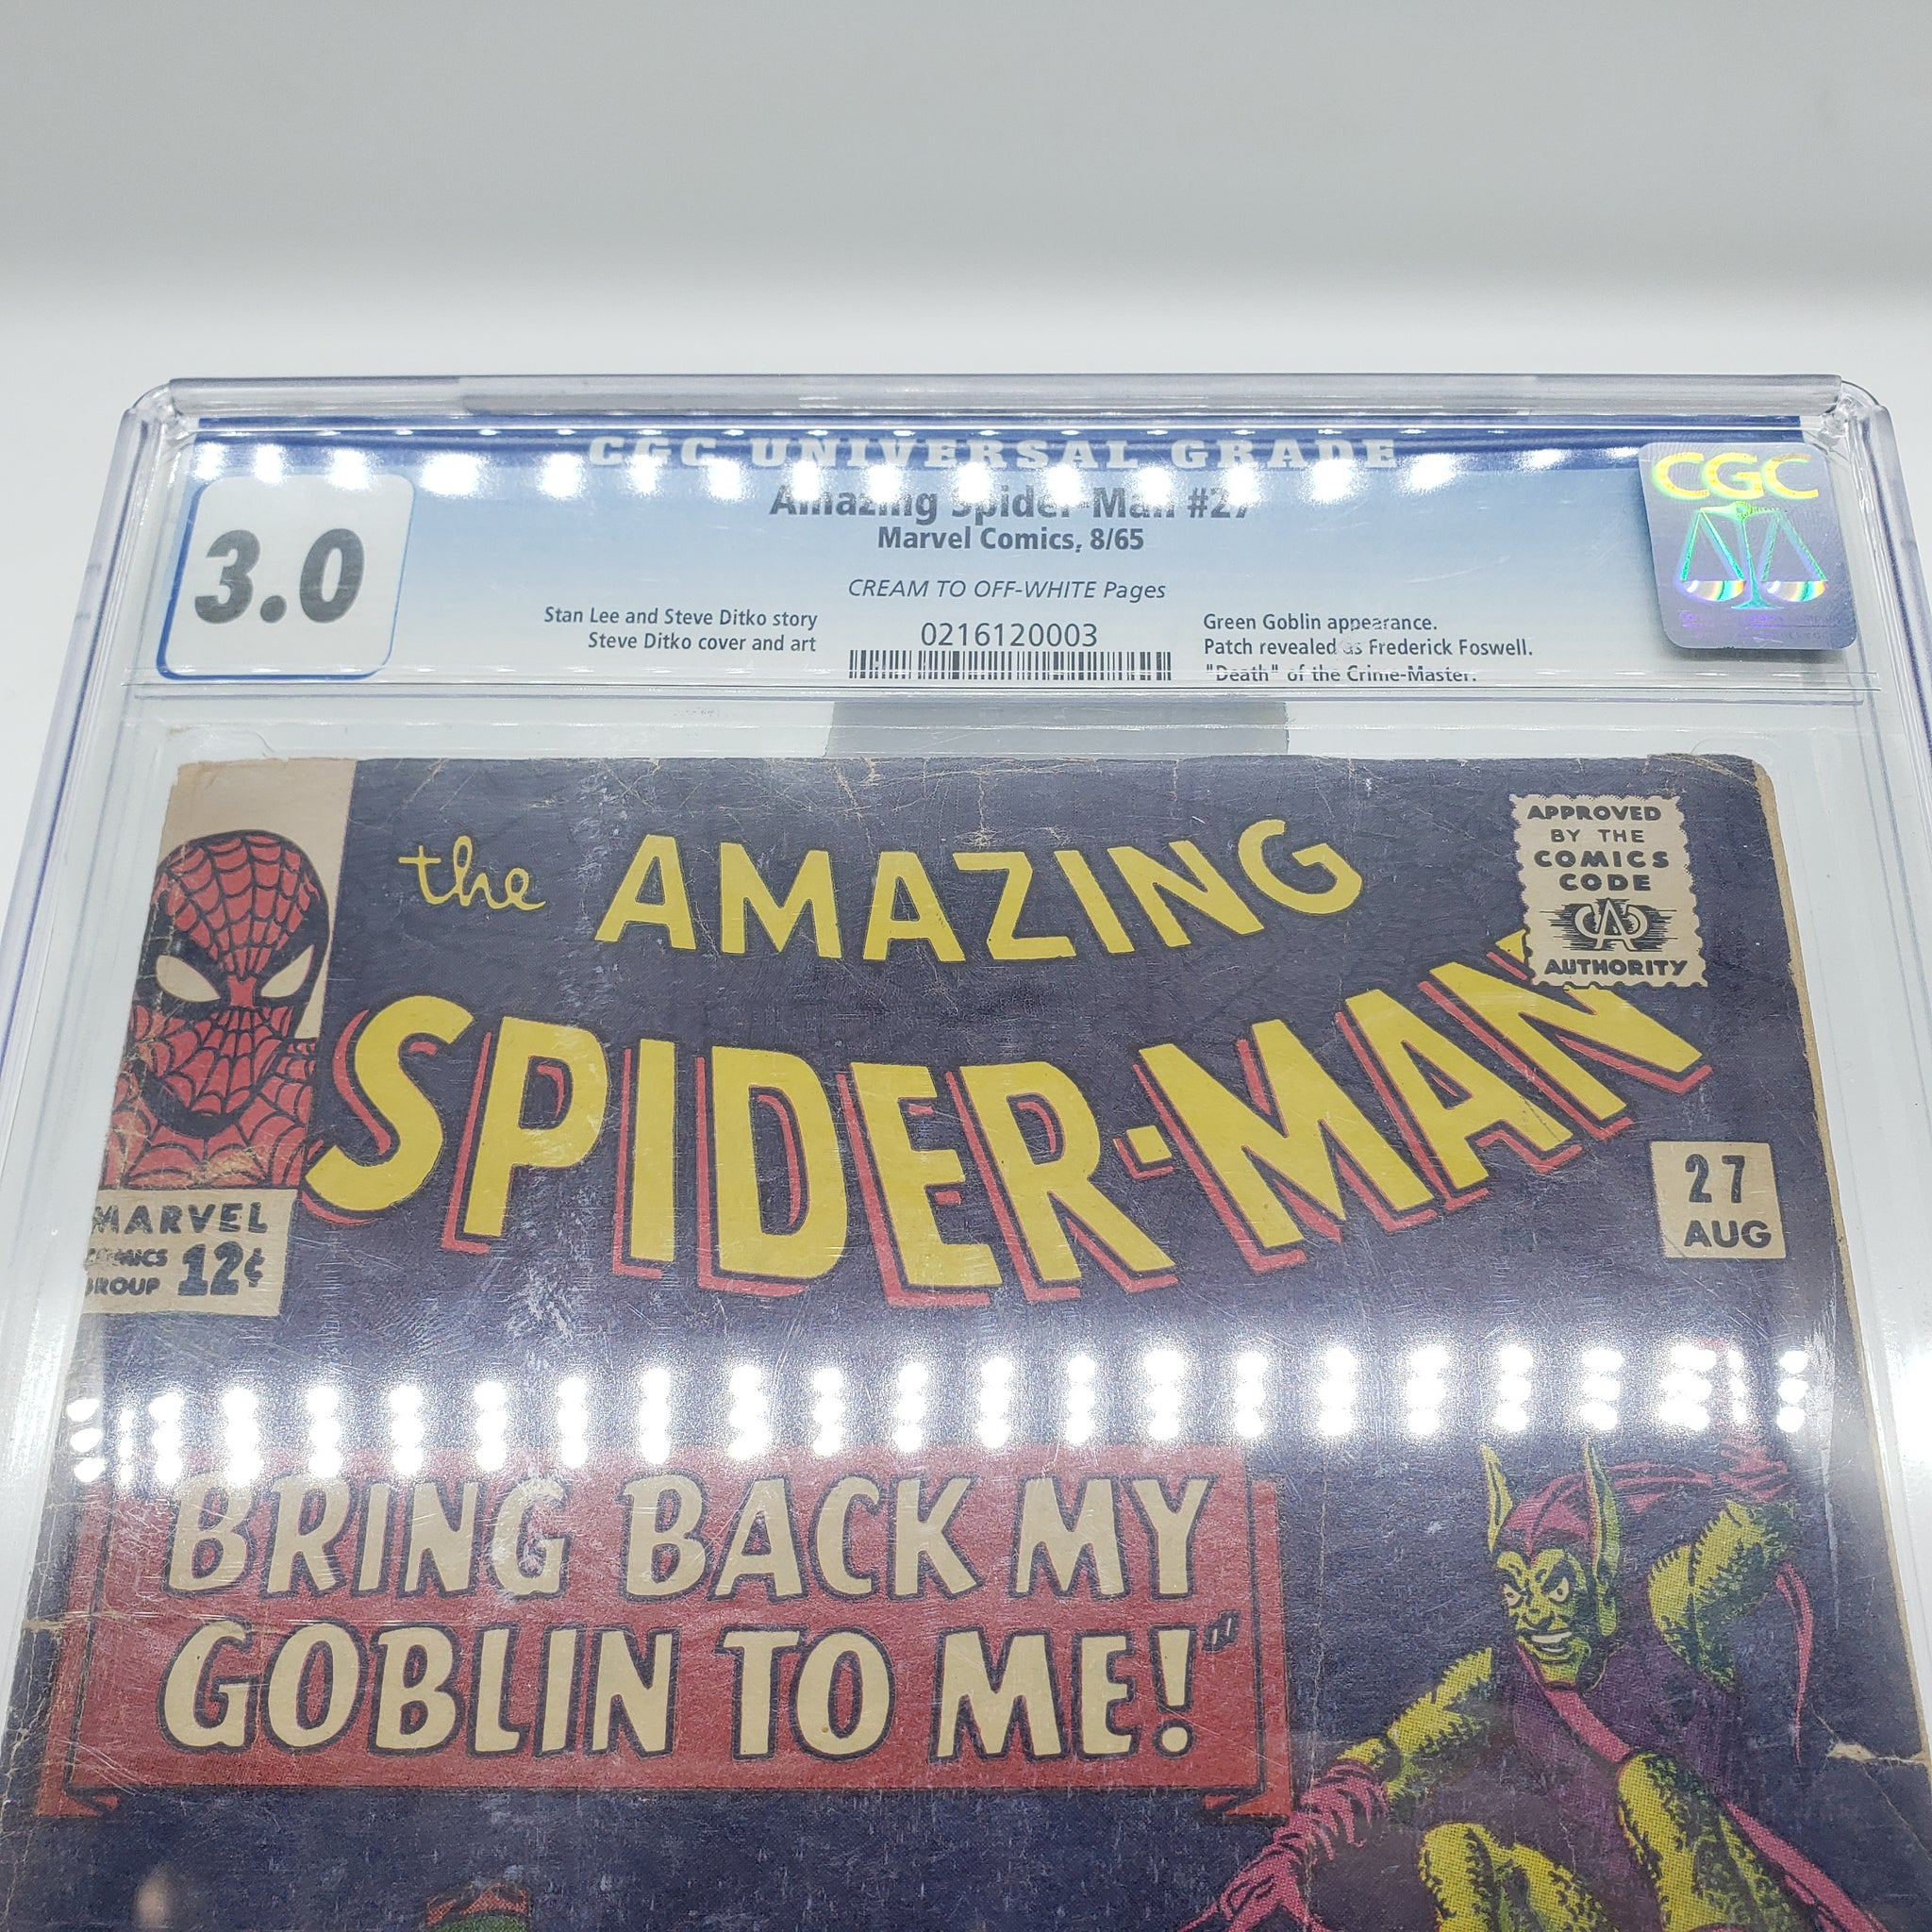 CGC UNIVERSAL GRADE
CGC
3.0
Amazing Spider-Man #27
Marvel Comics, 8/65
CREAM TO OFF-WHITE Pages
Stan Lee and Steve Ditko story
Steve Ditko cover and art
0216120003
Green Goblin appearance.
Patch revealed as Frederick Foswell.
"Death" of the Crime-Master.
the AMAZING
SPIDER-MAN
APPROVED
BY THE
COMICS
CODE
CA
AUTHORITY
MARVEL
COMICS
GROUP 12¢
27
AUG
BRING BACK MY
GOBLIN TO ME!"